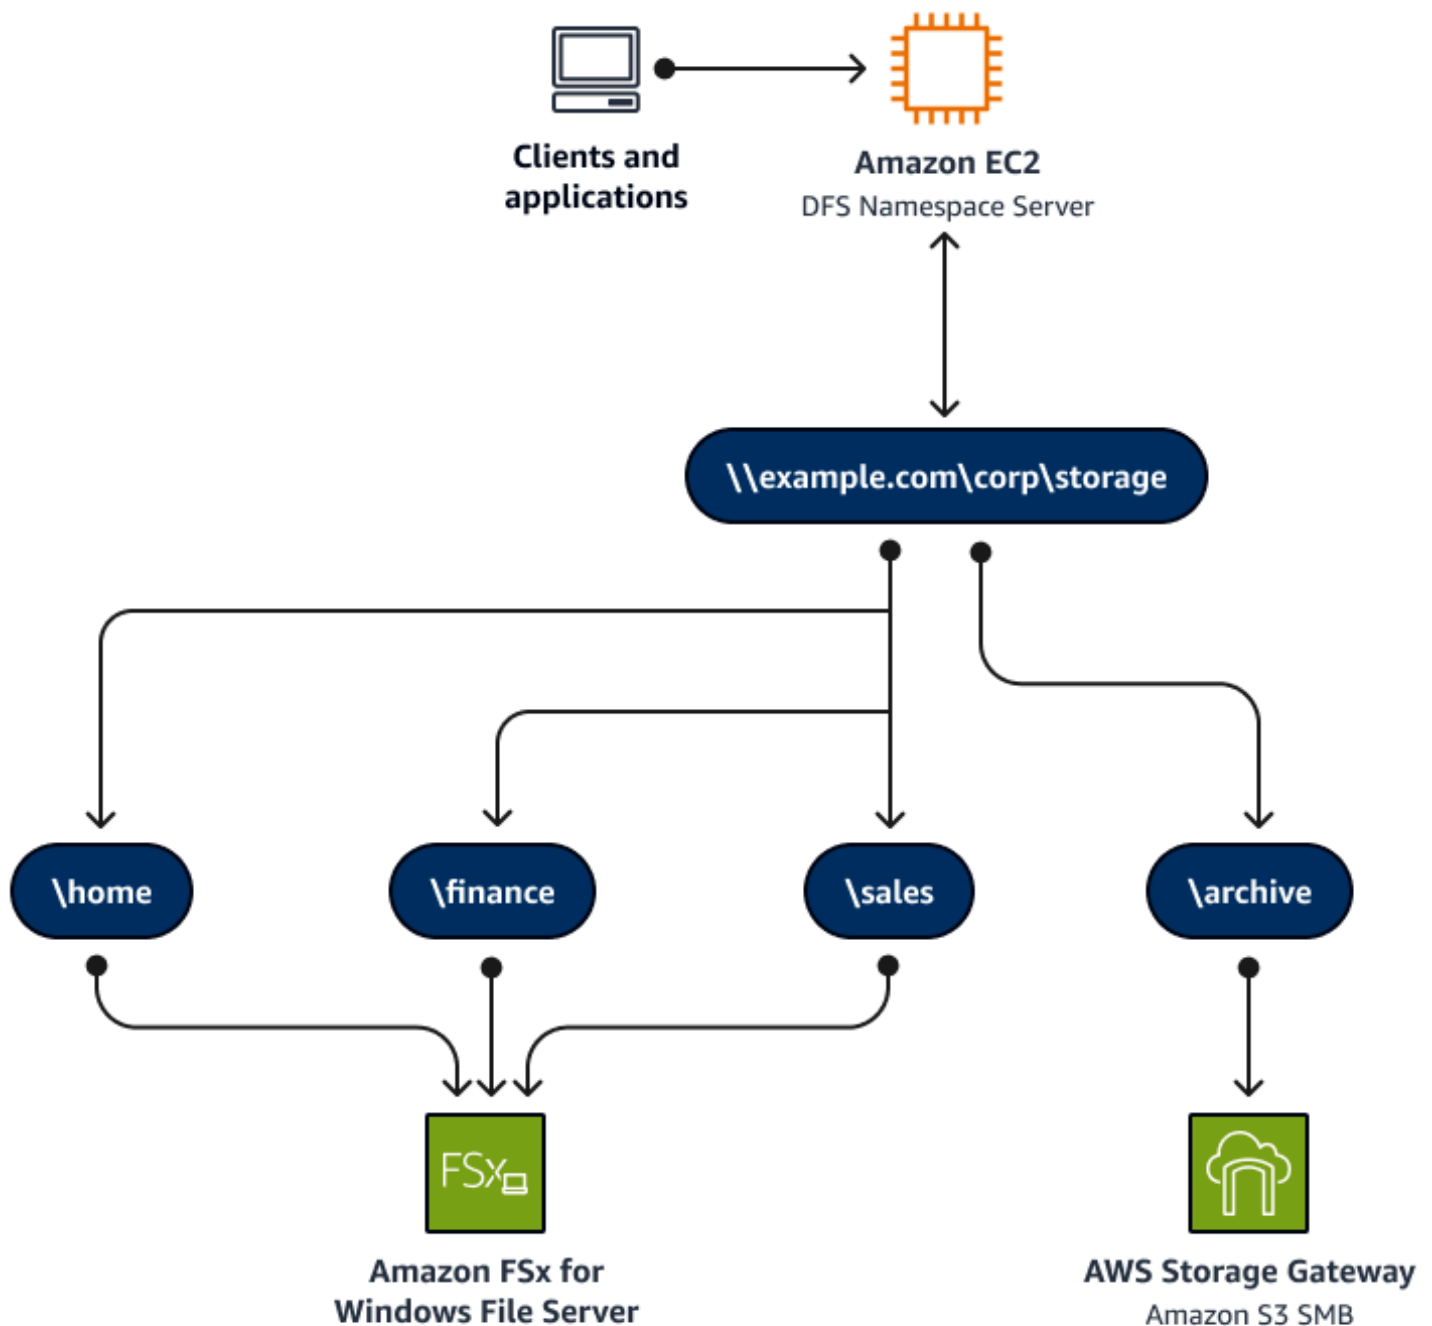 Clients and
applications
Amazon EC2
DFS Namespace Server
\\example.com\corp\storage
\home
\finance
\sales
\archive
FSx
Amazon FSx for
Windows File Server
AWS Storage Gateway
Amazon S3 SMB